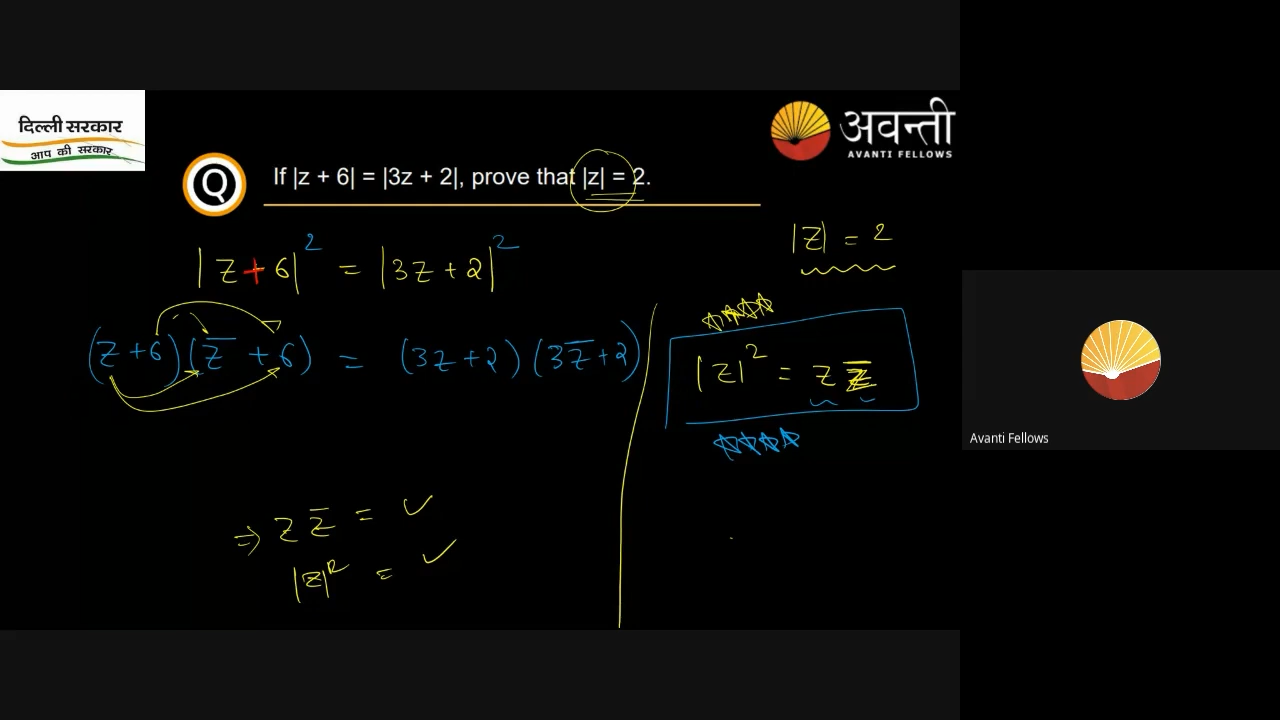 दिल्ली सरकार
आप की सरकार
अवन्ती
AVANTI FELLOWS
Q
If |z + 6| = |3z + 2|, prove that |z| = 2.
|z| = 2
|z + 6|² = |3z + 2|²
(z + 6)(z̅ + 6) = (3z + 2)(3z̅ + 2)
|z|² = z z̅
⇒ z z̅ = ✓
|z|² = ✓
Avanti Fellows